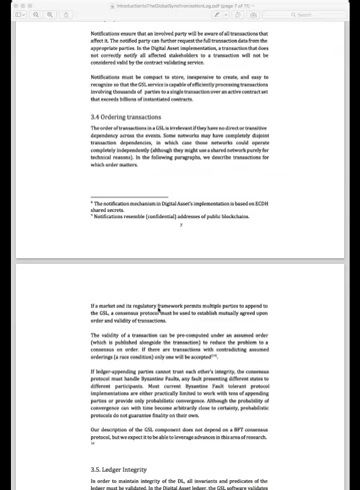 IntroductionToTheGlobalSynchronizationLog.pdf (page 7 of 11)
Search
Notifications ensure that an involved party will be aware of all transactions that
affect it. The notified party can further request the full transaction data from the
appropriate parties. In the Digital Asset implementation, a transaction that does
not correctly notify all affected stakeholders to a transaction will not be
considered valid by the contract validating service.
Notifications must be compact to store, inexpensive to create, and easy to
recognize so that the GSL service is capable of efficiently processing transactions
involving thousands of parties to a single transaction over an active contract set
that exceeds billions of instantiated contracts.
3.4 Ordering transactions
The order of transactions in a GSL is irrelevant if they have no direct or transitive
dependency across the events. Some networks may have completely disjoint
transaction dependencies, in which case those networks could operate
completely independently (although they might use a shared network purely for
technical reasons). In the following paragraphs, we describe transactions for
which order matters.
The notification mechanism in Digital Asset's implementation is based on ECDH
shared secrets.
Notifications resemble (confidential) addresses of public blockchains.
7
If a market and its regulatory framework permits multiple parties to append to
the GSL, a consensus protocol must be used to establish mutually agreed upon
order and validity of transactions.
The validity of a transaction can be pre-computed under an assumed order
(which is published alongside the transaction) to reduce the problem to a
consensus on order. If there are transactions with contradicting assumed
orderings (a race condition) only one will be accepted
If ledger-appending parties cannot trust each other's integrity, the consensus
protocol must handle Byzantine Faults, any fault presenting different states to
different participants. Most current Byzantine Fault tolerant protocol
implementations are either practically limited to work with tens of appending
parties or provide only probabilistic convergence. Although the probability of
convergence can with time become arbitrarily close to certainty, probabilistic
protocols do not guarantee finality on their own.
Our description of the GSL component does not depend on a BFT consensus
protocol, but we expect it to be able to leverage advances in this area of research.
3.5. Ledger Integrity
In order to maintain integrity of the DL, all invariants and predicates of the
ledger must be validated. In the Digital Asset ledger, the GSL software validates